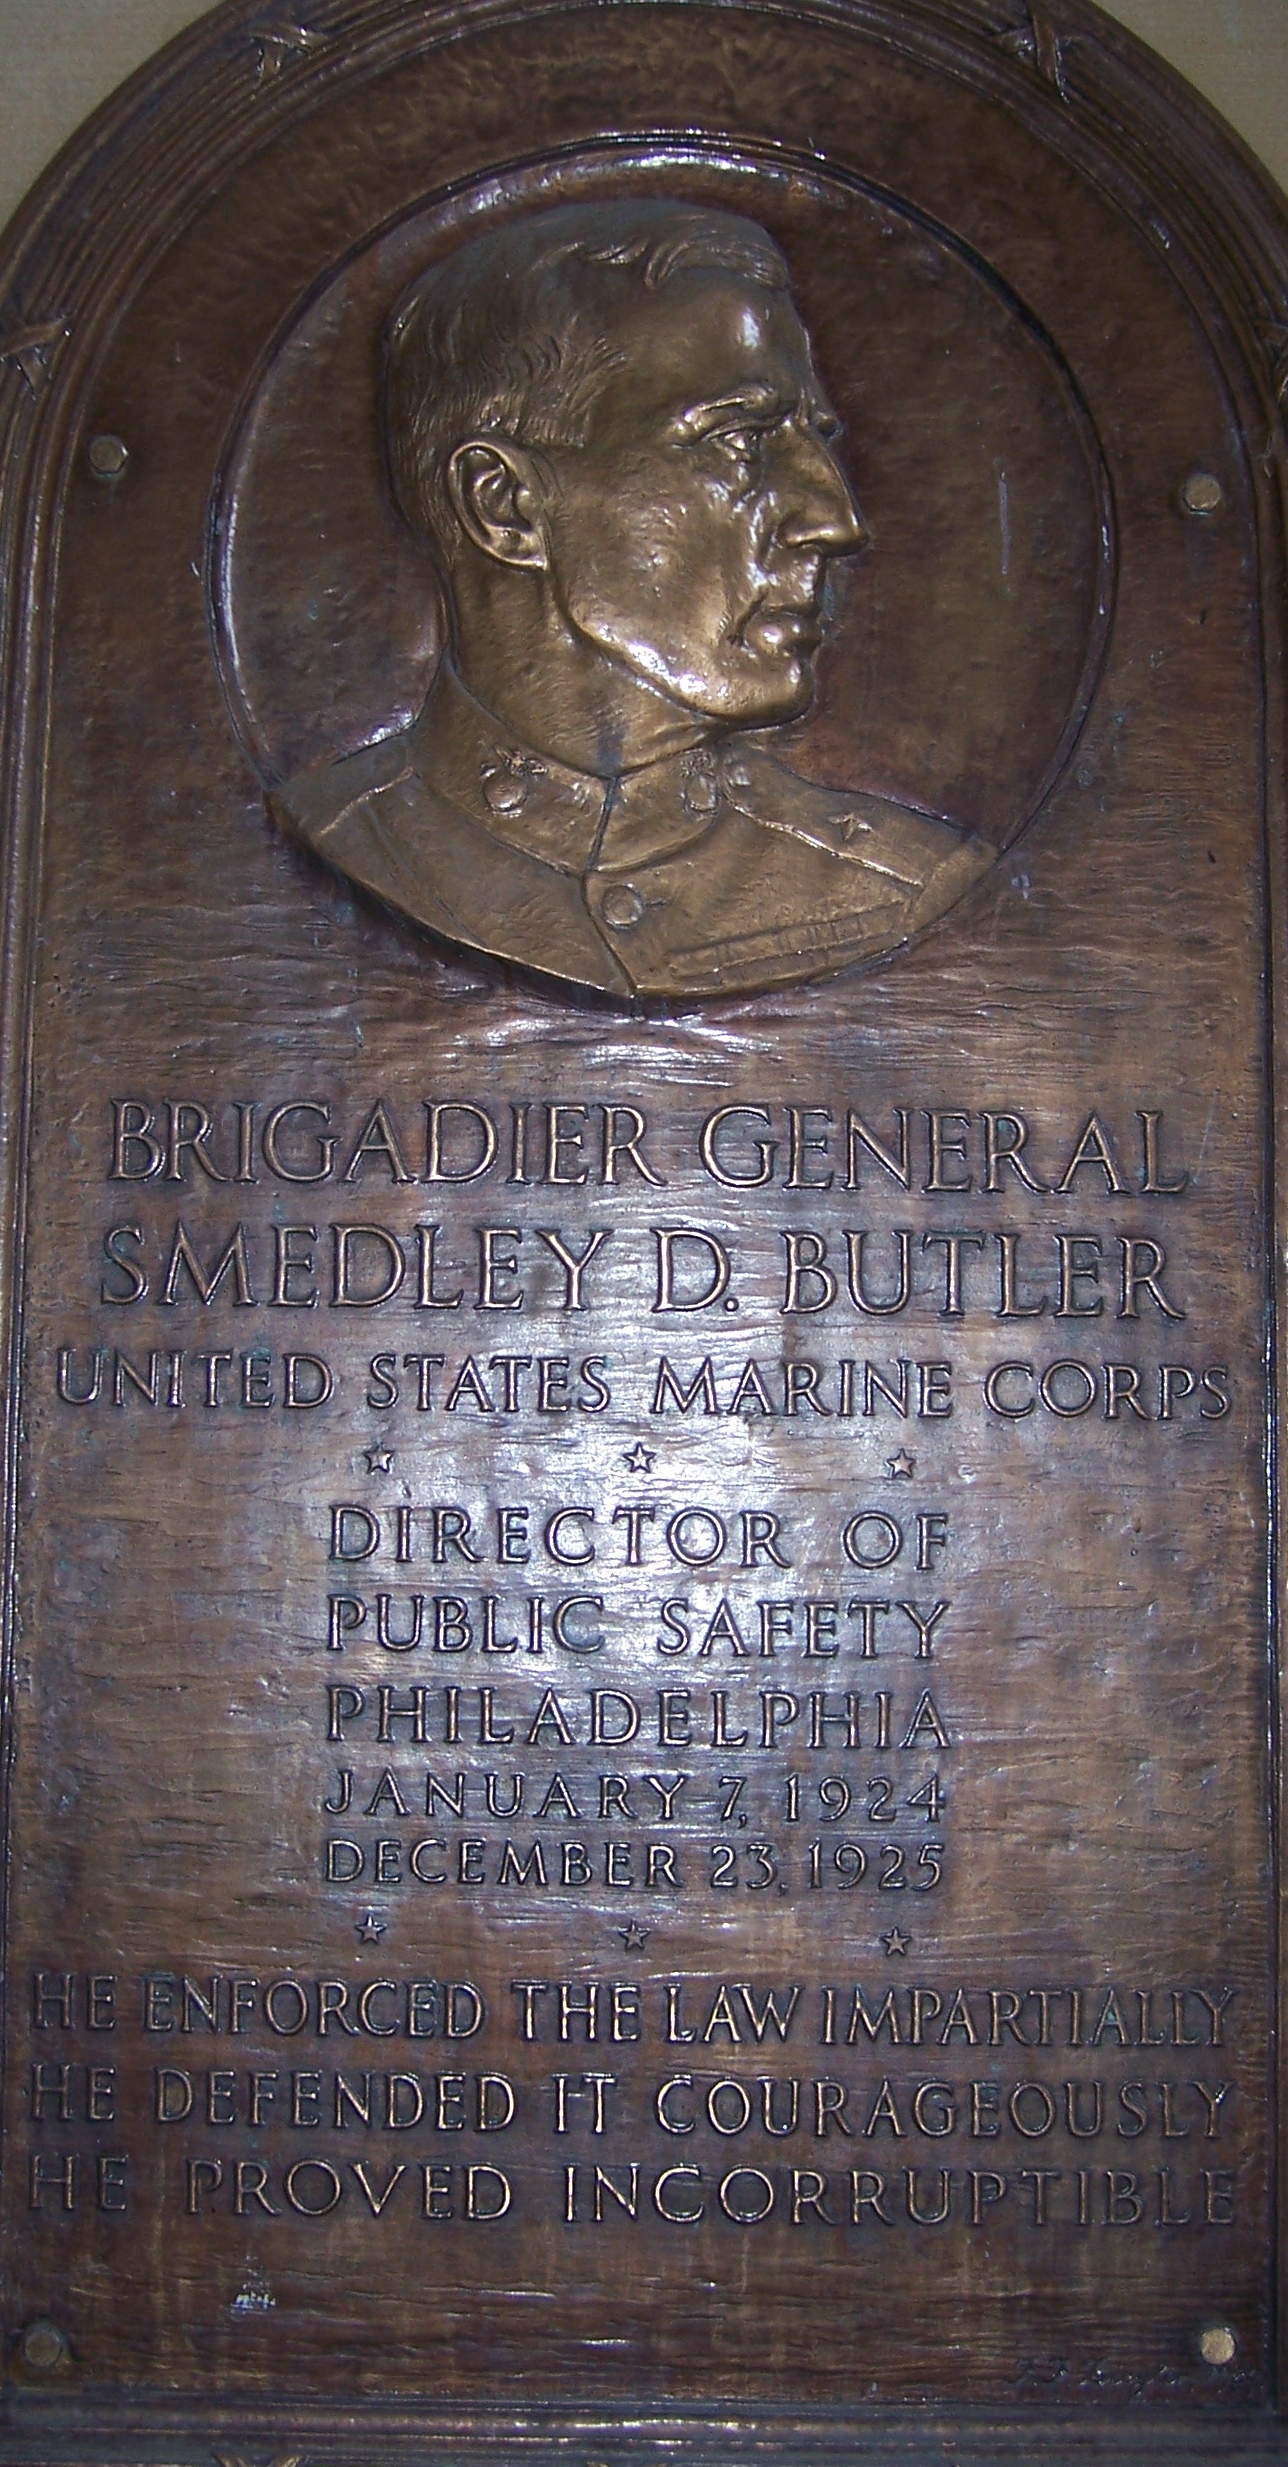 BRIGADIER GENERAL
SMEDLEY D. BUTLER
UNITED STATES MARINE CORPS
DIRECTOR OF
PUBLIC SAFETY
PHILADELPHIA
JANUARY 7, 1924
DECEMBER 23, 1925
HE ENFORCED THE LAW IMPARTIALLY
HE DEFENDED IT COURAGEOUSLY
HE PROVED INCORRUPTIBLE